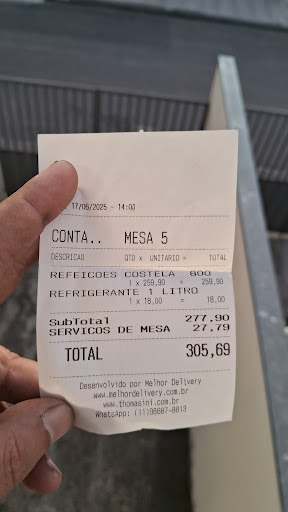 17/06/2025 - 14:00
CONTA.. MESA 5
DESCRICAO QTD x UNITARIO = TOTAL
REFEICOES COSTELA 800
1 x 259,90 = 259,90
REFRIGERANTE 1 LITRO
1 x 18,00 = 18,00
SubTotal 277,90
SERVICOS DE MESA 27,79
TOTAL 305,69
Desenvolvido por Melhor Delivery
www.melhordelivery.com.br
www.thomasini.com.br
WhatsApp: (11)96687-8613